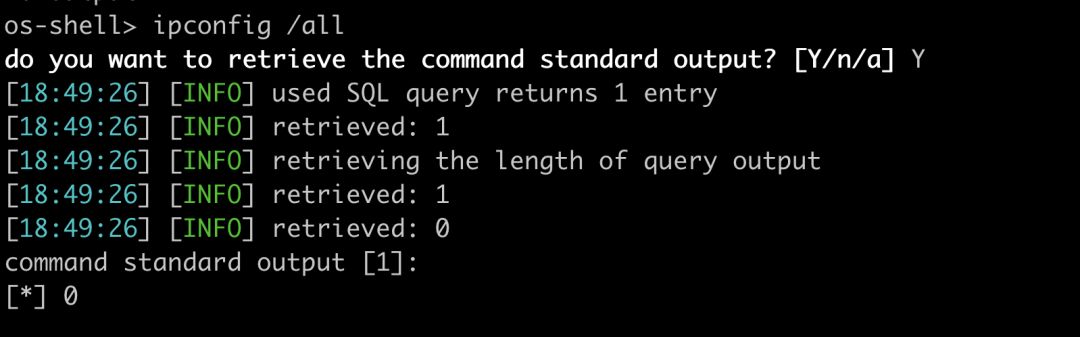 os-shell> ipconfig /all
do you want to retrieve the command standard output? [Y/n/a] Y
[18:49:26] [INFO] used SQL query returns 1 entry
[18:49:26] [INFO] retrieved: 1
[18:49:26] [INFO] retrieving the length of query output
[18:49:26] [INFO] retrieved: 1
[18:49:26] [INFO] retrieved: 0
command standard output [1]:
[*] 0